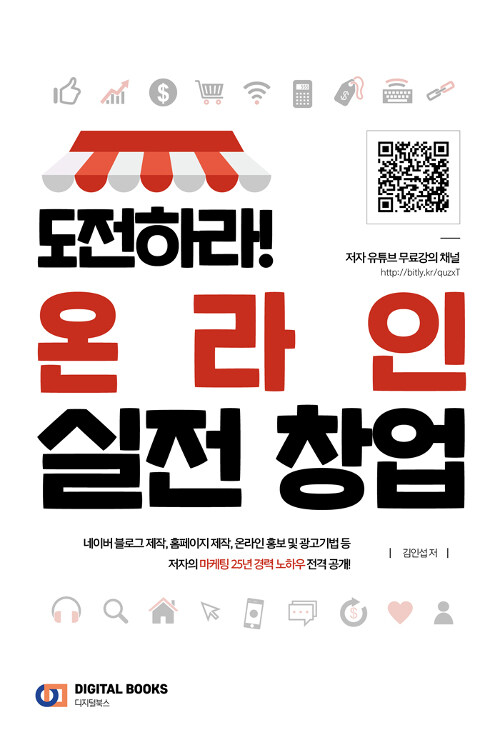 저자 유튜브 무료강의 채널
http://bitly.kr/quzxT
도전하라!
온라인
실전 창업
네이버 블로그 제작, 홈페이지 제작, 온라인 홍보 및 광고기법 등
저자의 마케팅 25년 경력 노하우 전격 공개!
| 김인섭 저 |
DIGITAL BOOKS
디지털북스